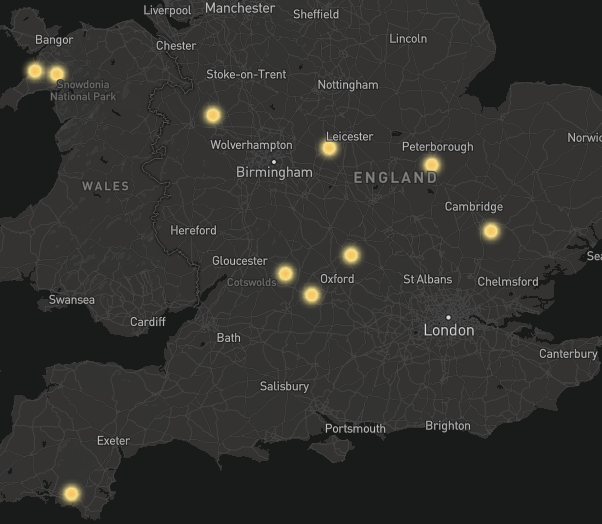 Liverpool
Manchester
Sheffield
Bangor
Chester
Lincoln
Stoke-on-Trent
Snowdonia
National Park
Nottingham
Leicester
Wolverhampton
Peterborough
Norwic
Birmingham
ENGLAND
WALES
Cambridge
Hereford
Gloucester
Cotswolds
Oxford
St Albans
Chelmsford
Sea
Swansea
Cardiff
Bath
London
Canterbury
Salisbury
Exeter
Portsmouth
Brighton